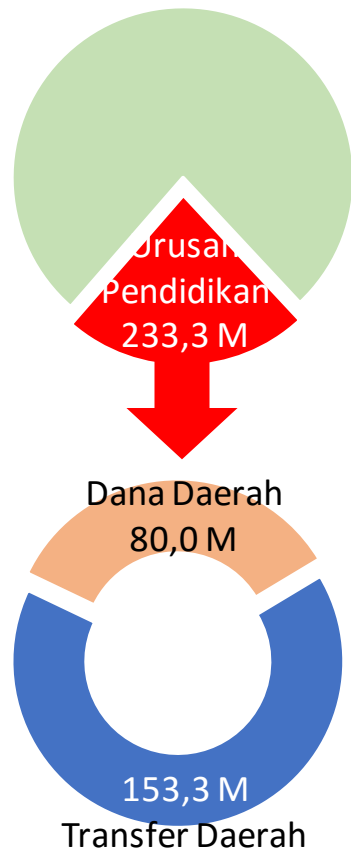 Urusan
Pendidikan
233,3 M
Dana Daerah
80,0 M
153,3 M
Transfer Daerah